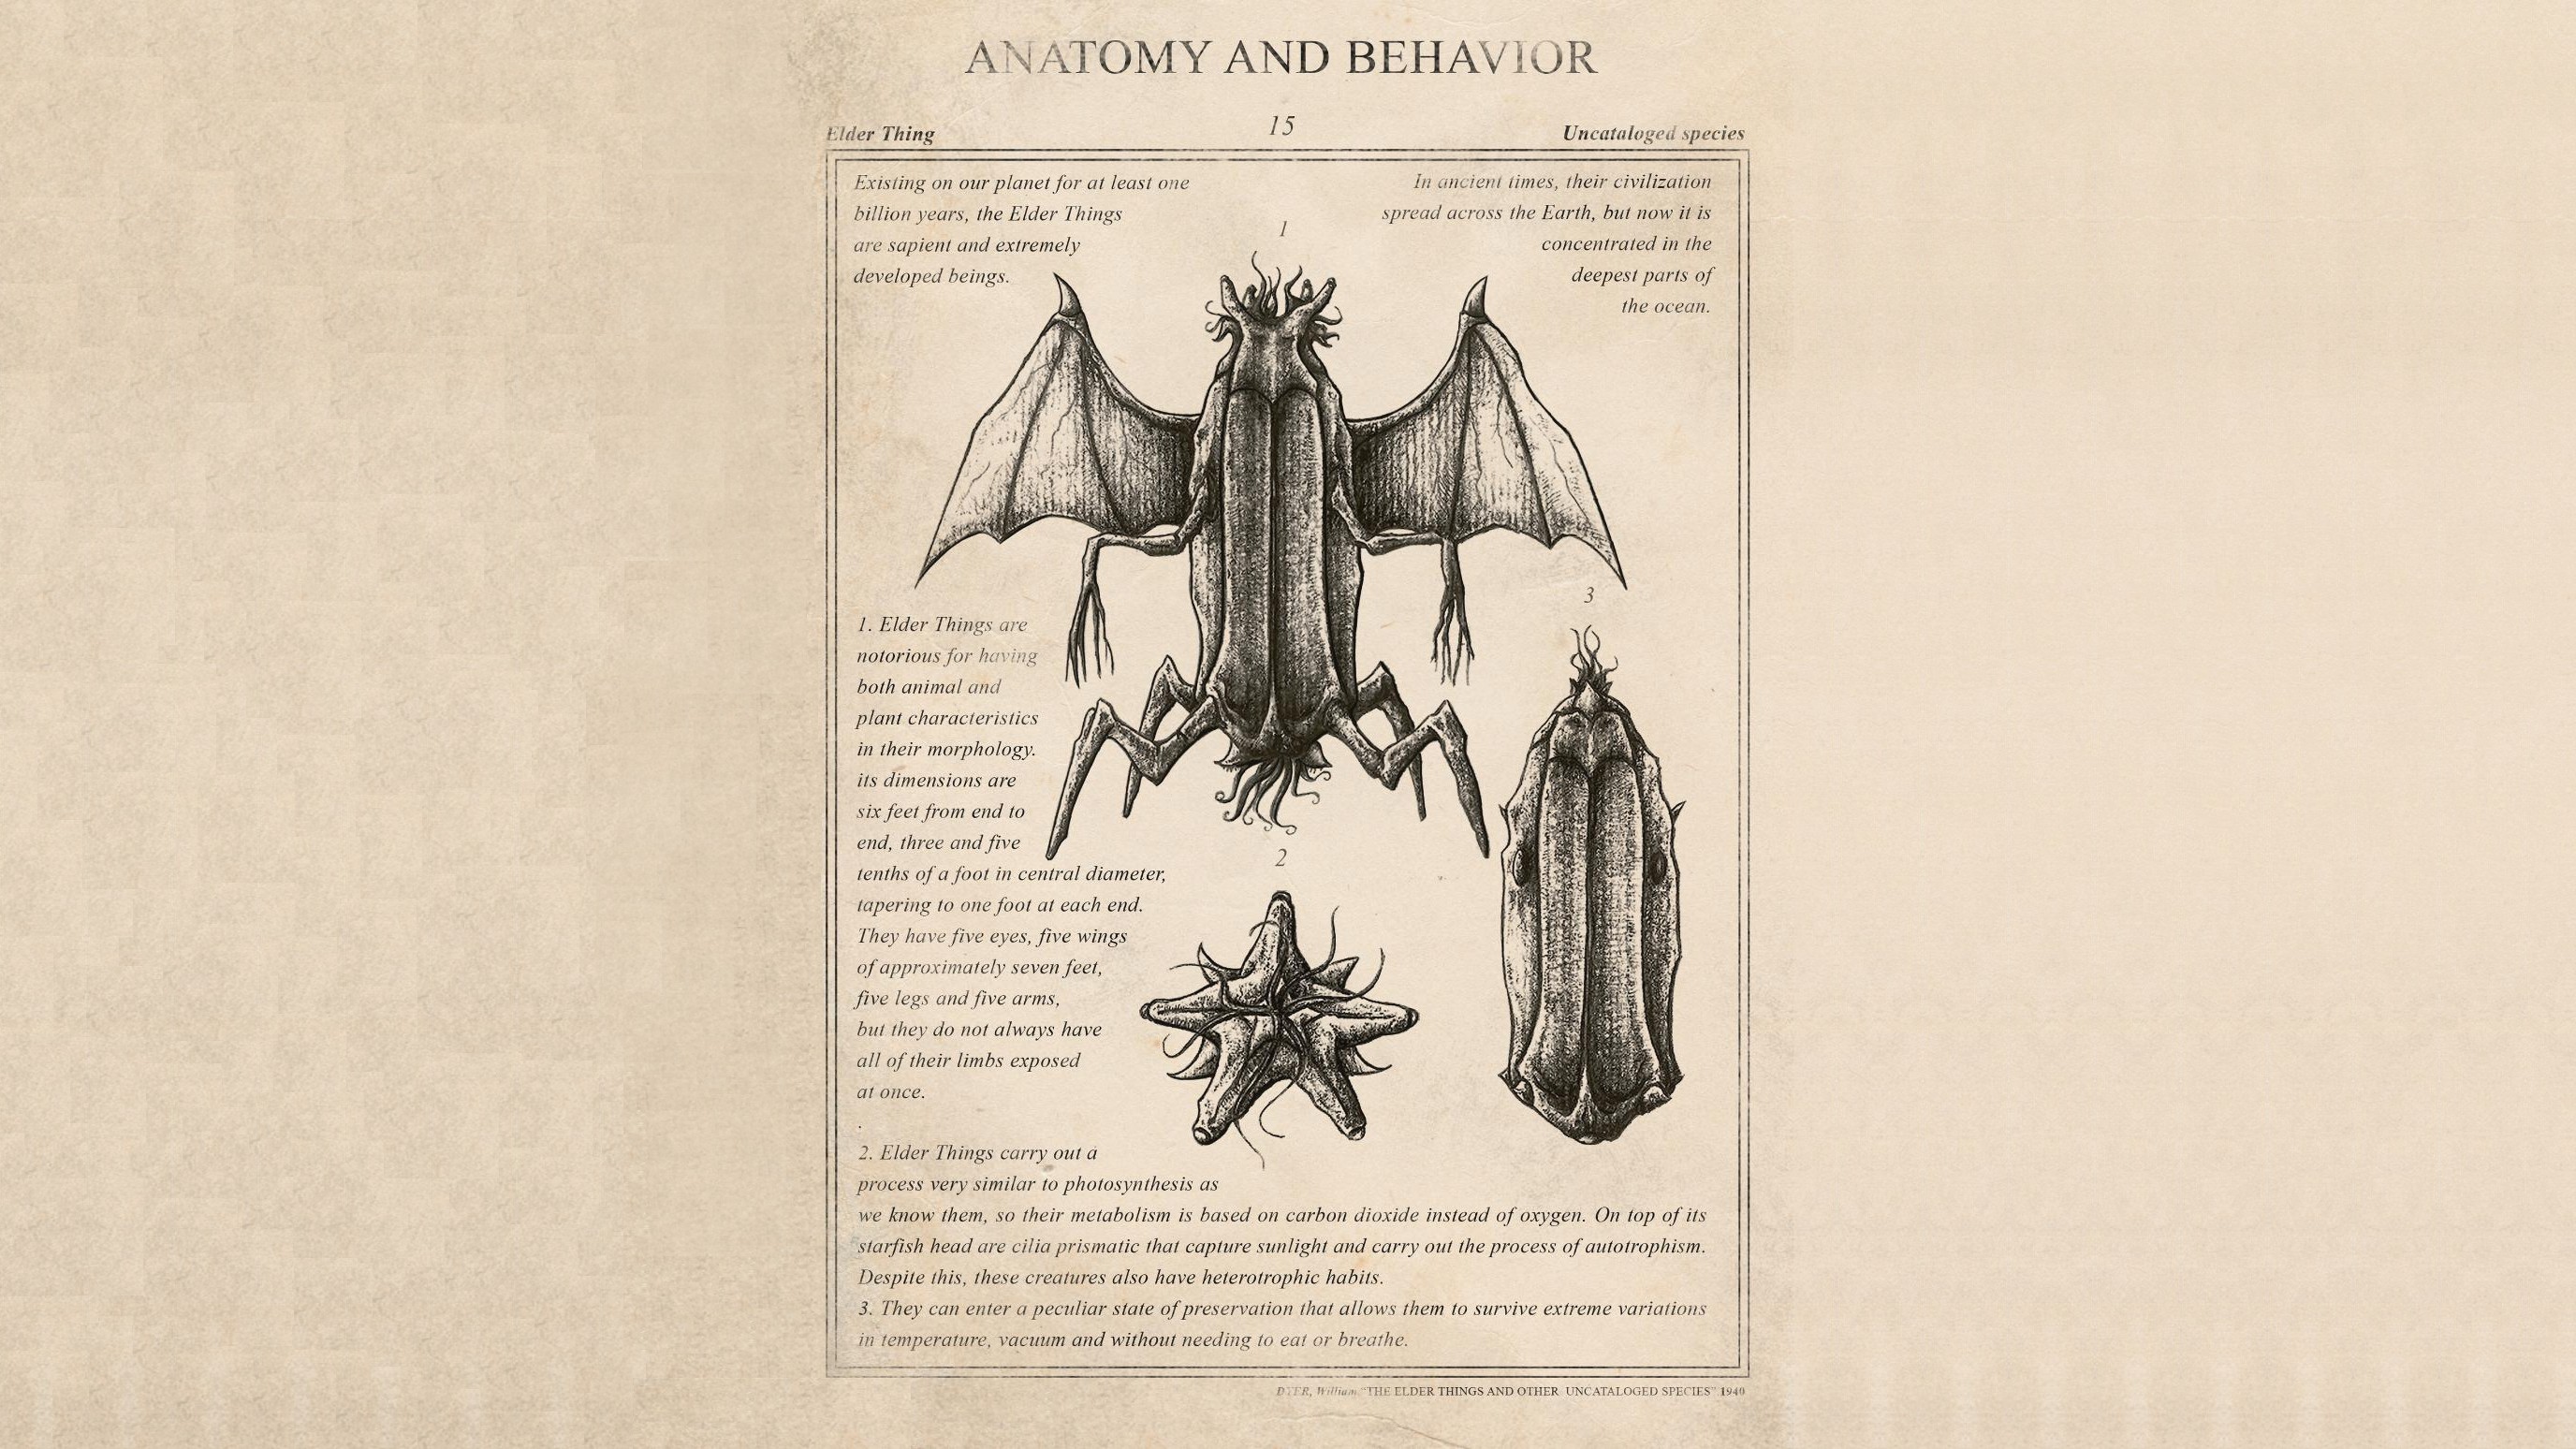 ANATOMY AND BEHAVIOR
Elder Thing
15
Uncataloged species
Existing on our planet for at least one
billion years, the Elder Things
are sapient and extremely
developed beings.
In ancient times, their civilization
spread across the Earth, but now it is
concentrated in the
deepest parts of
the ocean.
1
3
1. Elder Things are
notorious for having
both animal and
plant characteristics
in their morphology.
its dimensions are
six feet from end to
end, three and five
tenths of a foot in central diameter,
tapering to one foot at each end.
They have five eyes, five wings
of approximately seven feet,
five legs and five arms,
but they do not always have
all of their limbs exposed
at once.
.
2
2. Elder Things carry out a
process very similar to photosynthesis as
we know them, so their metabolism is based on carbon dioxide instead of oxygen. On top of its
starfish head are cilia prismatic that capture sunlight and carry out the process of autotrophism.
Despite this, these creatures also have heterotrophic habits.
3. They can enter a peculiar state of preservation that allows them to survive extreme variations
in temperature, vacuum and without needing to eat or breathe.
DYER, William."THE ELDER THINGS AND OTHER UNCATALOGED SPECIES" 1940